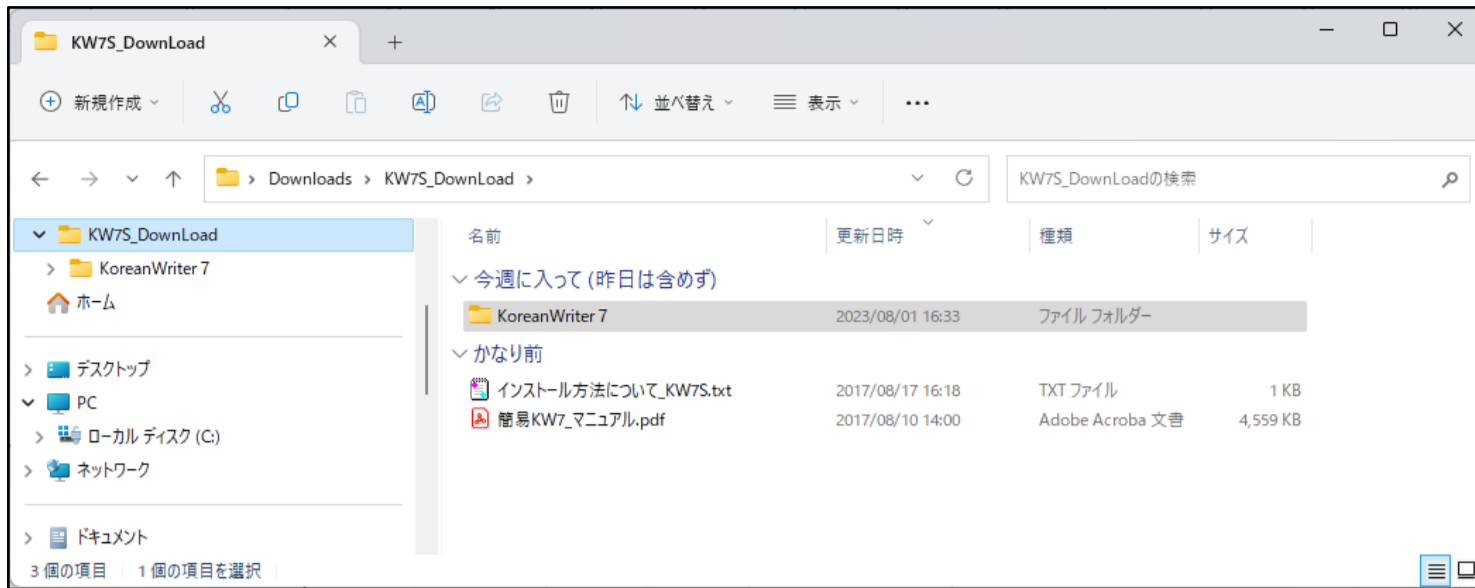 KW7S_DownLoad
新規作成
並べ替え
表示
Downloads
KW7S_DownLoad
KW7S_DownLoadの検索
KW7S_DownLoad
KoreanWriter 7
ホーム
デスクトップ
PC
ローカル ディスク (C:)
ネットワーク
ドキュメント
名前 更新日時 種類 サイズ
今週に入って (昨日は含めず)
KoreanWriter 7 2023/08/01 16:33 ファイル フォルダー
かなり前
インストール方法について_KW7S.txt 2017/08/17 16:18 TXT ファイル 1 KB
簡易KW7_マニュアル.pdf 2017/08/10 14:00 Adobe Acroba 文書 4,559 KB
3 個の項目 1 個の項目を選択